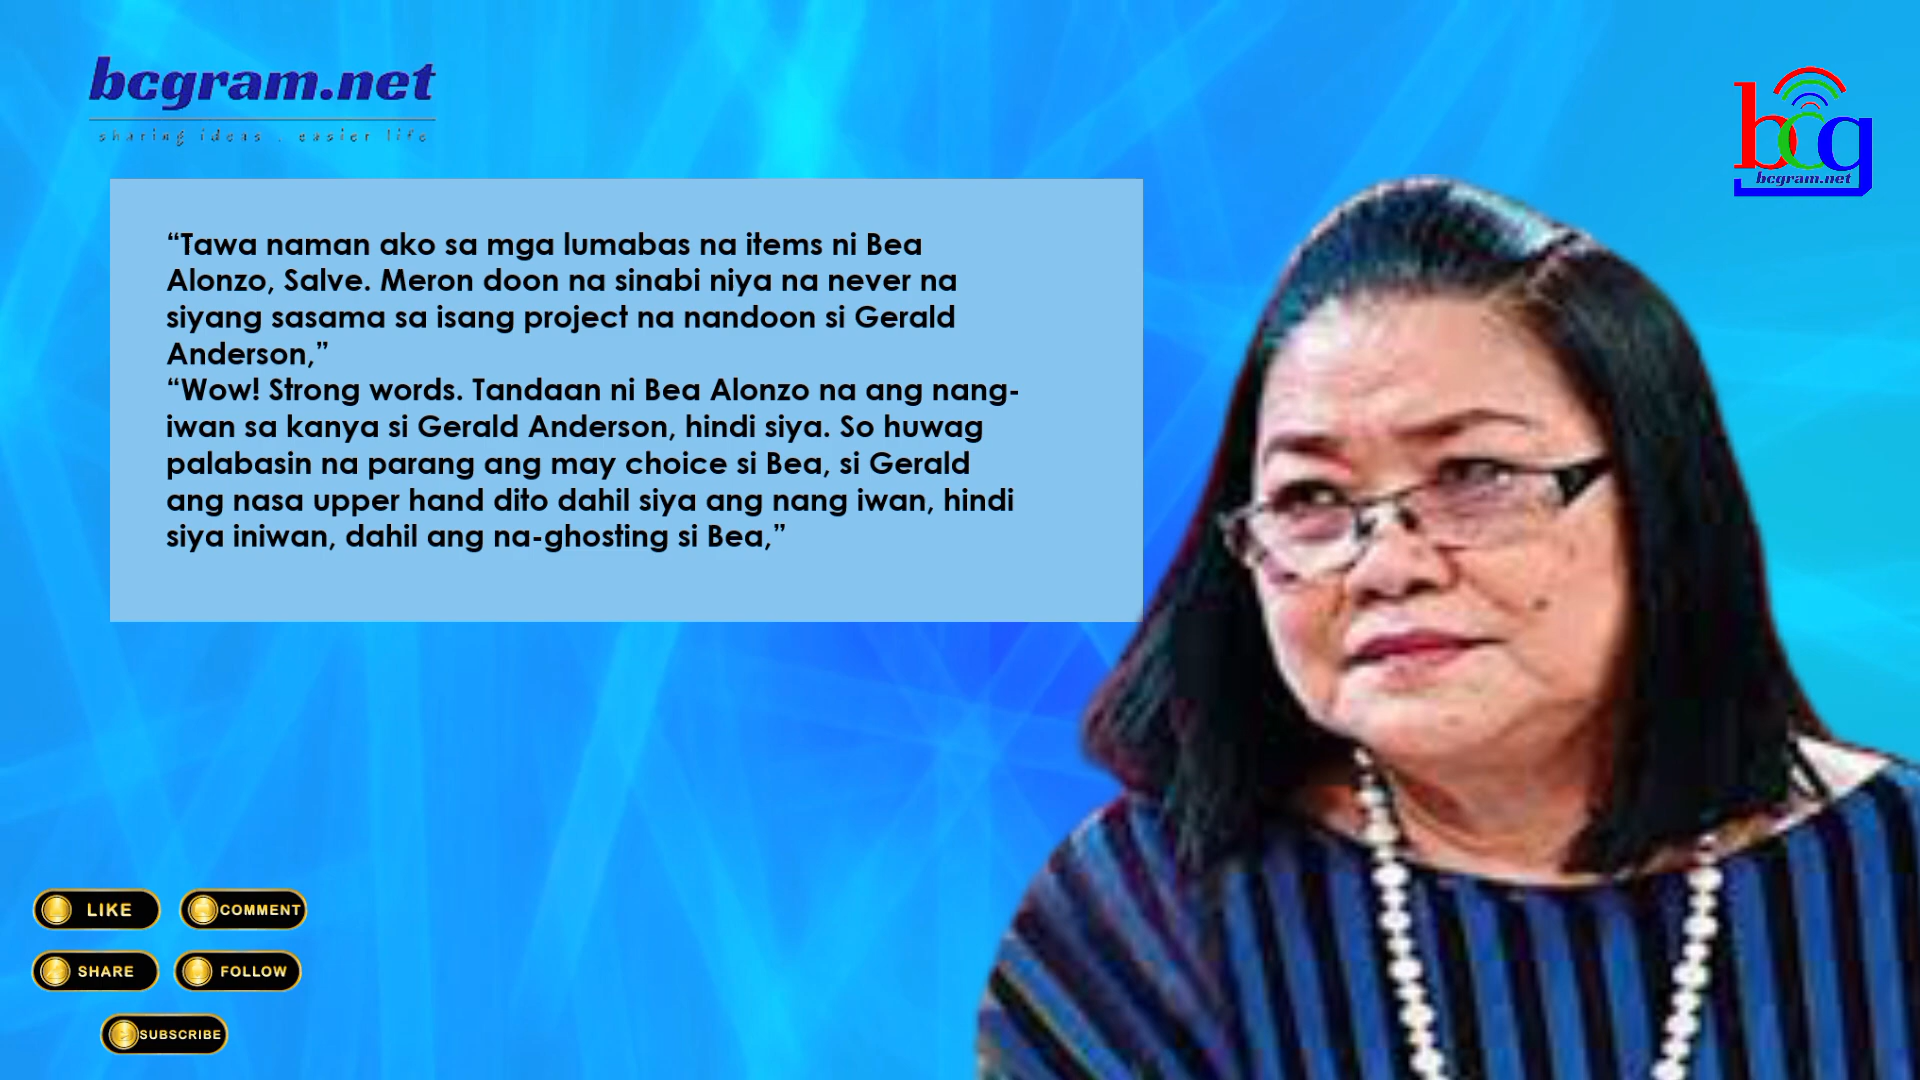 bcgram.net
sharing ideas . easier life
bcg
bcgram.net
“Tawa naman ako sa mga lumabas na items ni Bea
Alonzo, Salve. Meron doon na sinabi niya na never na
siyang sasama sa isang project na nandoon si Gerald
Anderson,”
“Wow! Strong words. Tandaan ni Bea Alonzo na ang nang-
iwan sa kanya si Gerald Anderson, hindi siya. So huwag
palabasin na parang ang may choice si Bea, si Gerald
ang nasa upper hand dito dahil siya ang nang iwan, hindi
siya iniwan, dahil ang na-ghosting si Bea,”
LIKE
COMMENT
SHARE
FOLLOW
SUBSCRIBE